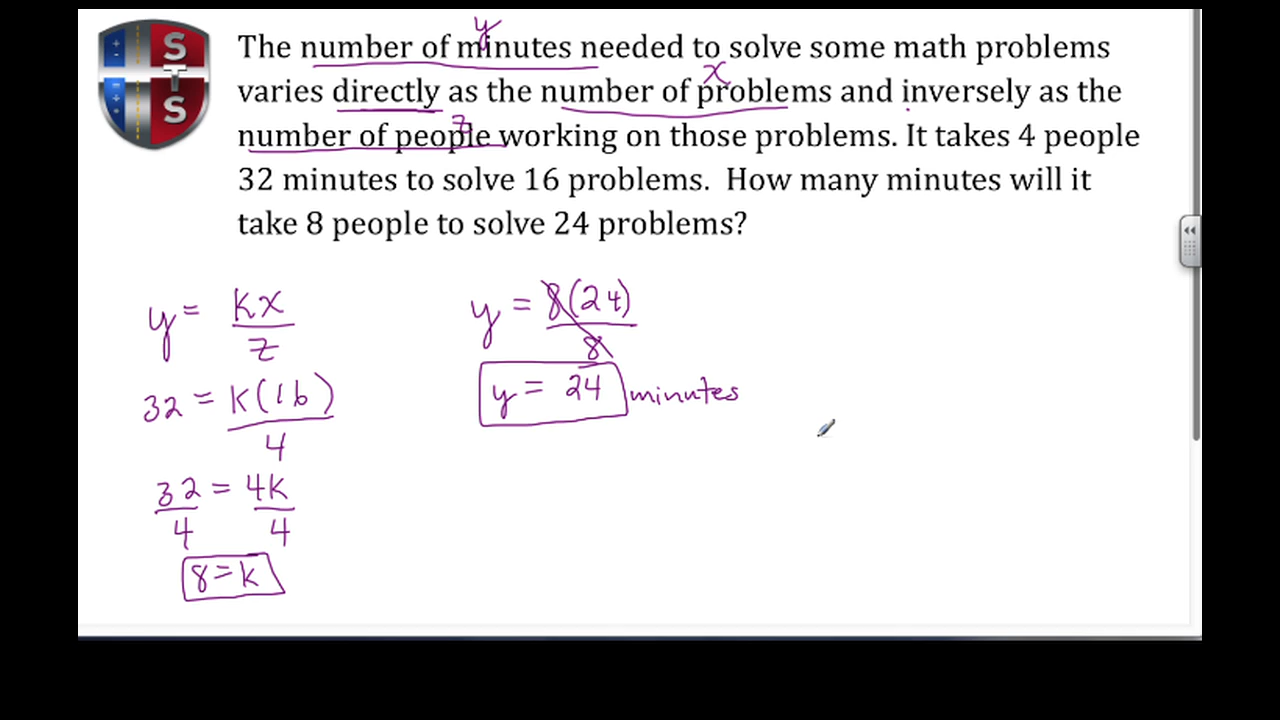 S
T
S
y
The number of minutes needed to solve some math problems
x
varies directly as the number of problems and inversely as the
z
number of people working on those problems. It takes 4 people
32 minutes to solve 16 problems.  How many minutes will it
take 8 people to solve 24 problems?
y = kx
z
32 = k(16)
4
32 = 4k
4 4
8 = k
y = 8(24)
8
y = 24 minutes